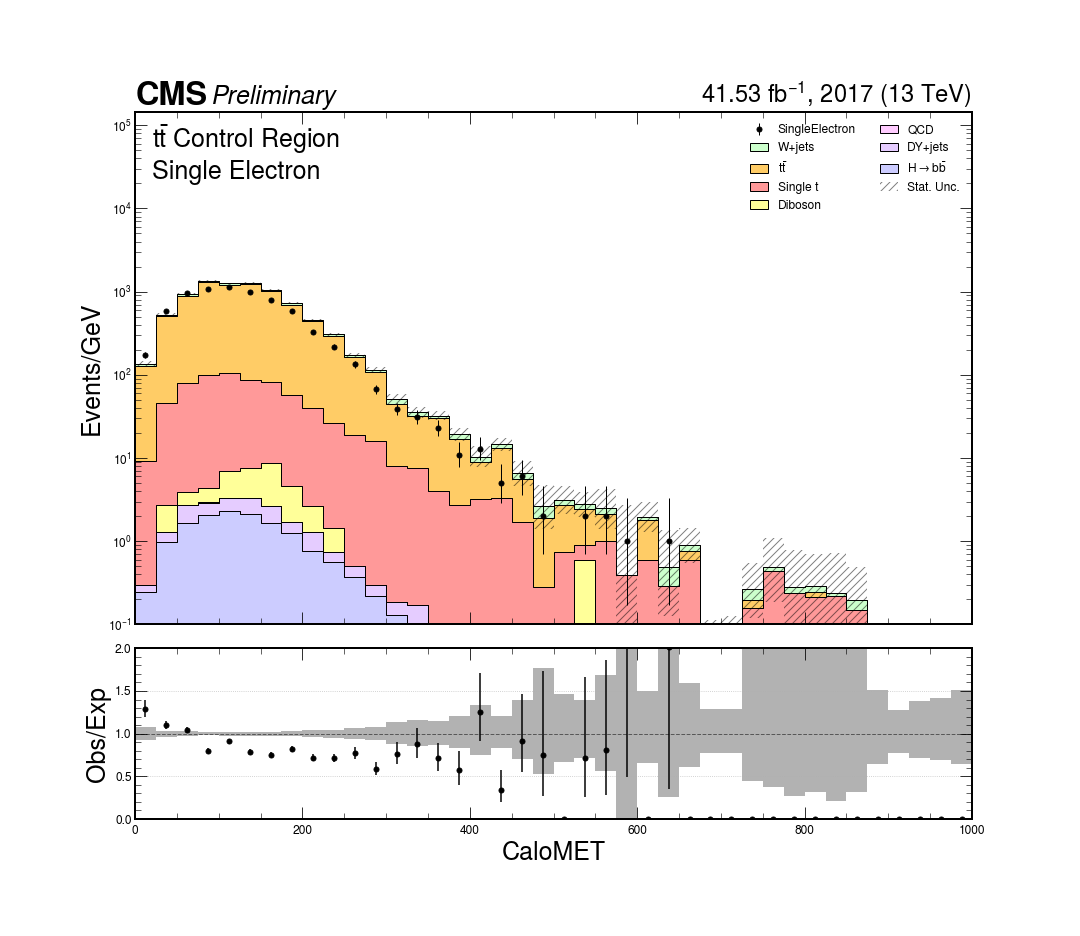 CMS Preliminary
41.53 fb⁻¹, 2017 (13 TeV)
tt̄ Control Region
Single Electron
SingleElectron
W+jets
tt̄
Single t
Diboson
QCD
DY+jets
H→bb̄
Stat. Unc.
Events/GeV
10⁵
10⁴
10³
10²
10¹
10⁰
10⁻¹
Obs/Exp
2.0
1.5
1.0
0.5
0.0
0 200 400 600 800 1000
CaloMET